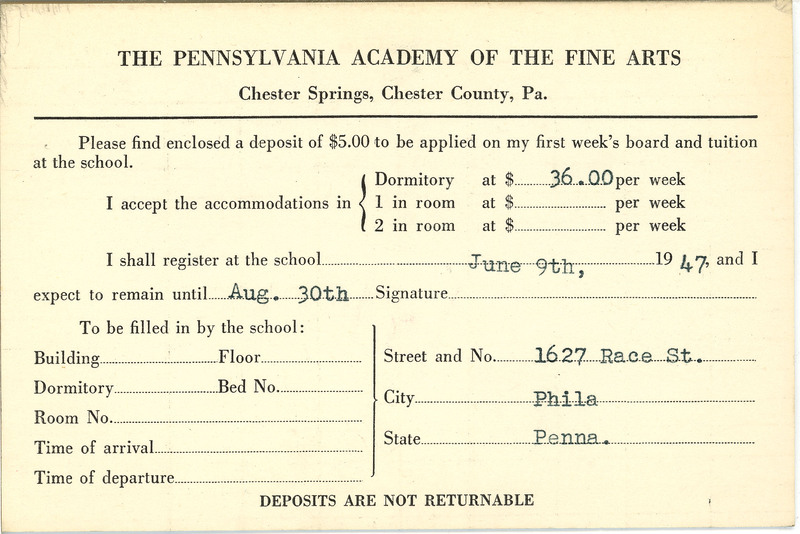 THE PENNSYLVANIA ACADEMY OF THE FINE ARTS
Chester Springs, Chester County, Pa.
Please find enclosed a deposit of $5.00 to be applied on my first week's board and tuition
at the school.
I accept the accommodations in
Dormitory at $ 36.00 per week
1 in room at $ per week
2 in room at $ per week
I shall register at the school June 9th, 19 47, and I
expect to remain until Aug. 30th Signature
To be filled in by the school:
Building Floor
Dormitory Bed No.
Room No.
Time of arrival
Time of departure
Street and No. 1627 Race St.
City Phila
State Penna.
DEPOSITS ARE NOT RETURNABLE